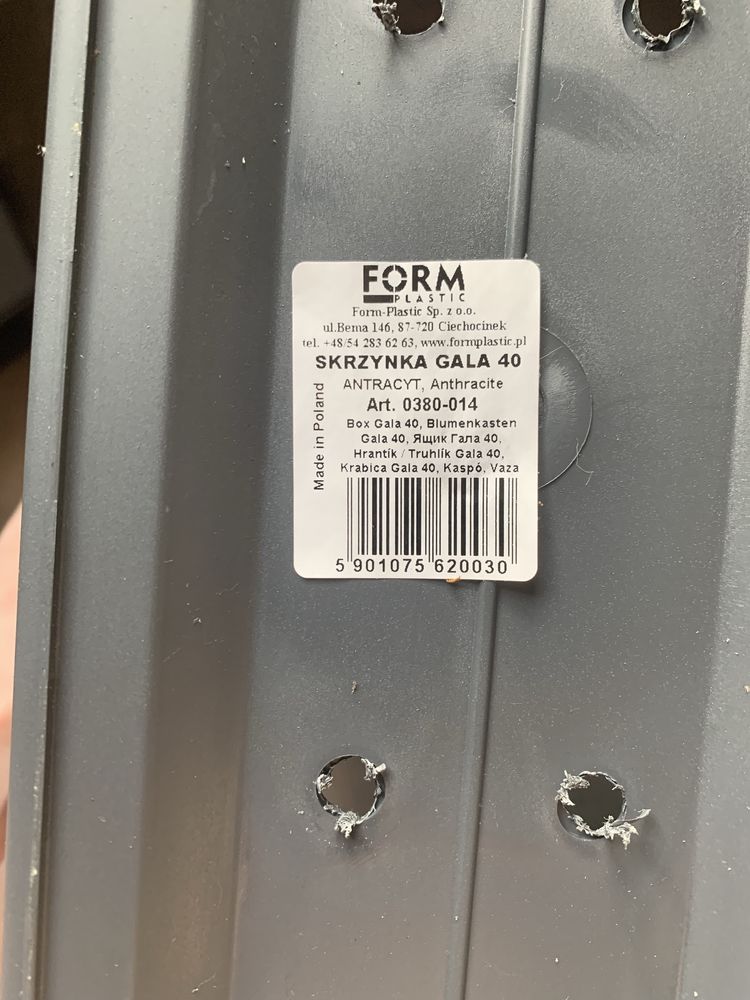 FORM
PLASTIC
Form-Plastic Sp. z o.o.
ul.Bema 146, 87-720 Ciechocinek
tel. +48/54 283 62 63, www.formplastic.pl
SKRZYNKA GALA 40
ANTRACYT, Anthracite
Art. 0380-014
Box Gala 40, Blumenkasten
Gala 40, Ящик Гала 40,
Hrantík / Truhlík Gala 40,
Krabica Gala 40, Kaspó, Vaza
Made in Poland
5 901075 620030